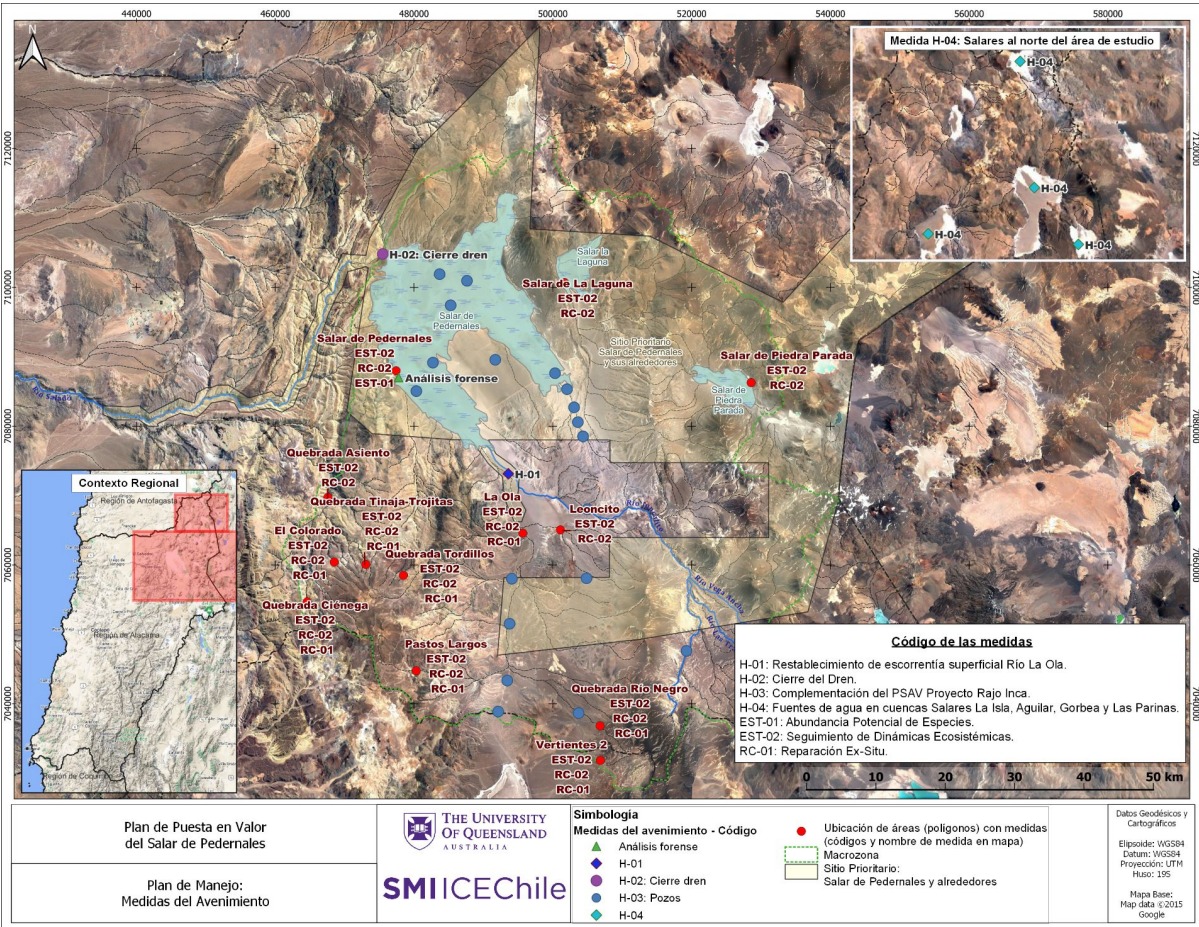 440000
460000
480000
500000
520000
540000
560000
580000
7120000
7100000
7080000
7060000
7040000
7120000
7100000
7080000
7060000
7040000
Medida H-04: Salares al norte del área de estudio
H-04
H-04
H-04
H-04
H-02: Cierre dren
Salar la
Laguna
Salar de La Laguna
EST-02
RC-02
Salar de
Pedernales
Sitio Prioritario
Salar de Pedernales
y sus alrededores
Salar de Pedernales
EST-02
RC-02
EST-01
Análisis forense
Salar de Piedra Parada
EST-02
RC-02
Salar de
Piedra
Parada
Río Salado
H-01
Quebrada Asiento
EST-02
RC-02
Quebrada Tinaja-Trojitas
EST-02
RC-02
RC-01
La Ola
EST-02
RC-02
RC-01
Leoncito
EST-02
RC-02
El Colorado
EST-02
RC-02
RC-01
Quebrada Tordillos
EST-02
RC-02
RC-01
Quebrada Ciénega
EST-02
RC-02
RC-01
Pastos Largos
EST-02
RC-02
RC-01
Quebrada Río Negro
EST-02
RC-02
RC-01
Vertientes 2
EST-02
RC-02
RC-01
Contexto Regional
Región de Antofagasta
Región de Atacama
Región de Coquimbo
Código de las medidas
H-01: Restablecimiento de escorrentía superficial Río La Ola.
H-02: Cierre del Dren.
H-03: Complementación del PSAV Proyecto Rajo Inca.
H-04: Fuentes de agua en cuencas Salares La Isla, Aguilar, Gorbea y Las Parinas.
EST-01: Abundancia Potencial de Especies.
EST-02: Seguimiento de Dinámicas Ecosistémicas.
RC-01: Reparación Ex-Situ.
0 10 20 30 40 50 km
Plan de Puesta en Valor
del Salar de Pedernales
Plan de Manejo:
Medidas del Avenimiento
THE UNIVERSITY
OF QUEENSLAND
AUSTRALIA
SMI ICEChile
Simbología
Medidas del avenimiento - Código
Análisis forense
H-01
H-02: Cierre dren
H-03: Pozos
H-04
Ubicación de áreas (polígonos) con medidas
(códigos y nombre de medida en mapa)
Macrozona
Sitio Prioritario:
Salar de Pedernales y alrededores
Datos Geodésicos y
Cartográficos
Elipsoide: WGS84
Datum: WGS84
Proyección: UTM
Huso: 19S
Mapa Base:
Map data ©2015
Google